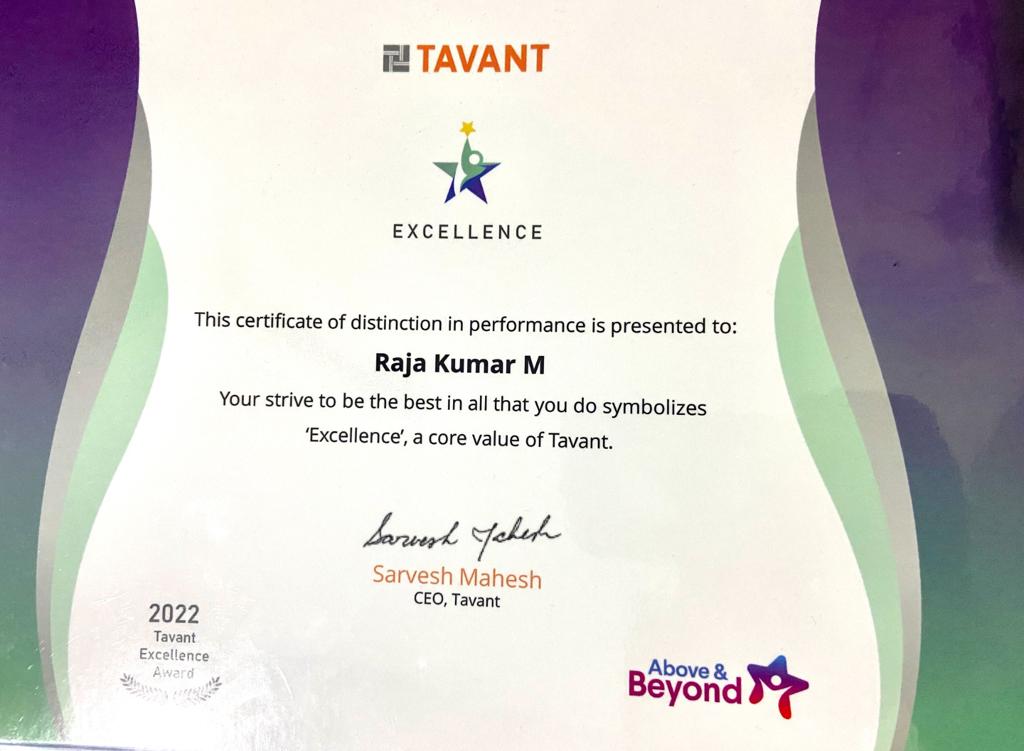 TAVANT
EXCELLENCE
This certificate of distinction in performance is presented to:
Raja Kumar M
Your strive to be the best in all that you do symbolizes
‘Excellence’, a core value of Tavant.
Sarvesh Mahesh
Sarvesh Mahesh
CEO, Tavant
2022
Tavant
Excellence
Award
Above &
Beyond